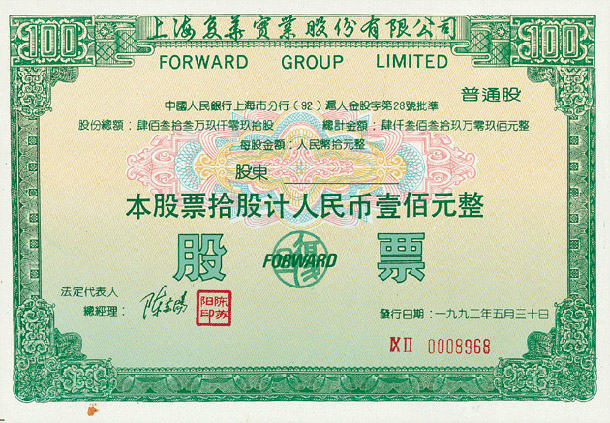 100 上海复華實業股份有限公司 100
FORWARD GROUP LIMITED
普通股
中國人民銀行上海市分行（92）滬人金股字第28號批準
股份總額：肆佰叁拾叁万玖仟零玖拾股 總計金額：肆仟叁佰叁拾玖万零玖佰元整
每股金額：人民幣拾元整
股東
本股票拾股计人民币壹佰元整
股 FORWARD 票
法定代表人
總經理：
陈苏阳印
發行日期：一九九二年五月三十日
XII 0008968